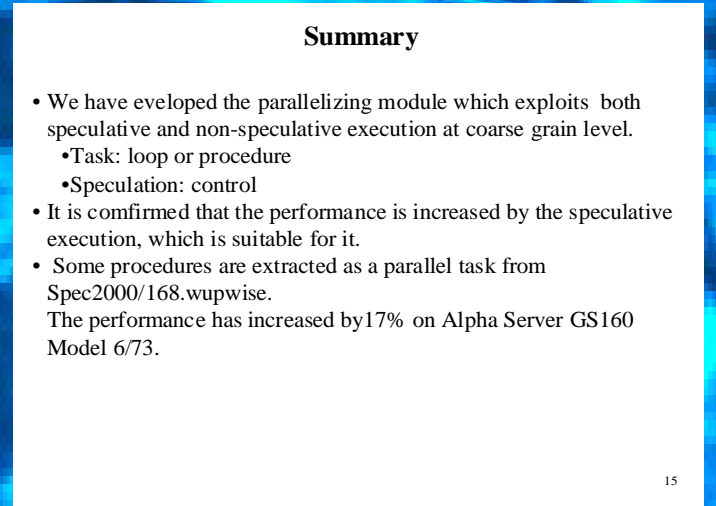 Summary
• We have eveloped the parallelizing module which exploits both
speculative and non-speculative execution at coarse grain level.
•Task: loop or procedure
•Speculation: control
• It is comfirmed that the performance is increased by the speculative
execution, which is suitable for it.
• Some procedures are extracted as a parallel task from
Spec2000/168.wupwise.
The performance has increased by17% on Alpha Server GS160
Model 6/73.
15